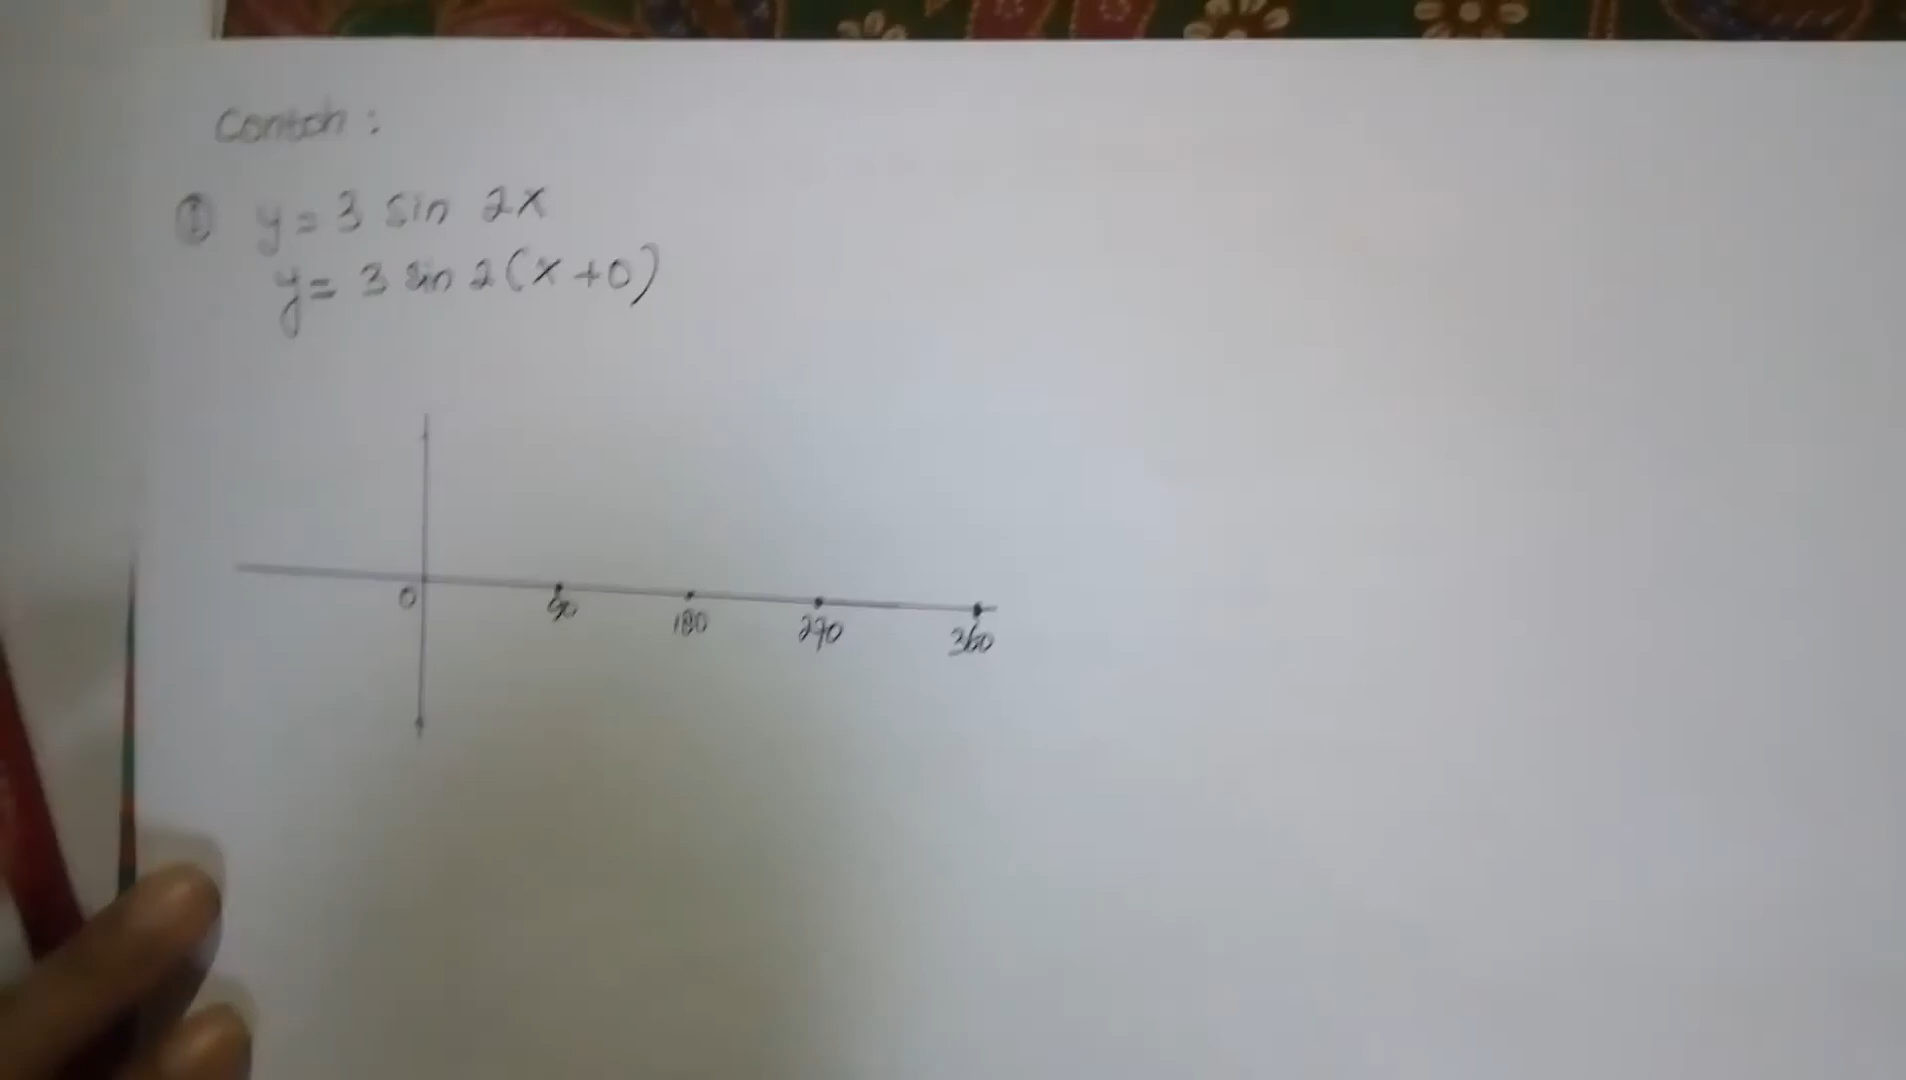 Contoh :
① y = 3 sin 2x
y = 3 sin 2(x+0)
0 90 180 270 360